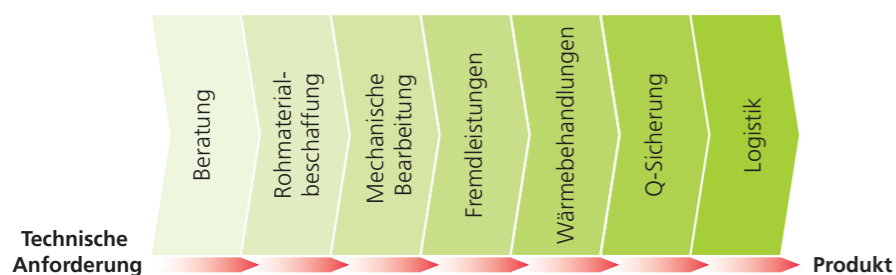 Beratung
Rohmaterial-
beschaffung
Mechanische
Bearbeitung
Fremdleistungen
Wärmebehandlungen
Q-Sicherung
Logistik
Technische
Anforderung
Produkt